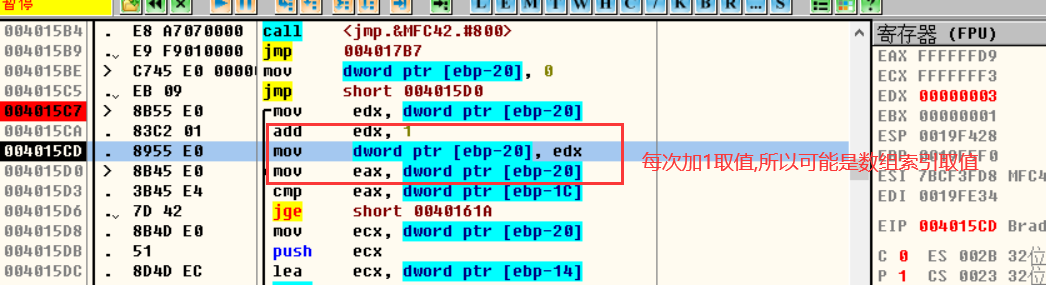 暂停
L E M T W H C / K B R ... S
004015B4 . E8 A7070000 call <jmp.&MFC42.#800>
004015B9 .⌄ E9 F9010000 jmp 004017B7
004015BE > C745 E0 0000 mov dword ptr [ebp-20], 0
004015C5 .⌄ EB 09 jmp short 004015D0
004015C7 > 8B55 E0 mov edx, dword ptr [ebp-20]
004015CA . 83C2 01 add edx, 1
004015CD . 8955 E0 mov dword ptr [ebp-20], edx
004015D0 > 8B45 E0 mov eax, dword ptr [ebp-20]
004015D3 . 3B45 E4 cmp eax, dword ptr [ebp-1C]
004015D6 .⌄ 7D 42 jge short 0040161A
004015D8 . 8B4D E0 mov ecx, dword ptr [ebp-20]
004015DB . 51 push ecx
004015DC . 8D4D EC lea ecx, dword ptr [ebp-14]
每次加1取值,所以可能是数组索引取值
寄存器 (FPU)
EAX FFFFFFD9
ECX FFFFFFF3
EDX 00000003
EBX 00000001
ESP 0019F428
ESI 7BCF3FD8 MFC4
EDI 0019FE34
EIP 004015CD Brad
C 0 ES 002B 32位
P 1 CS 0023 32位